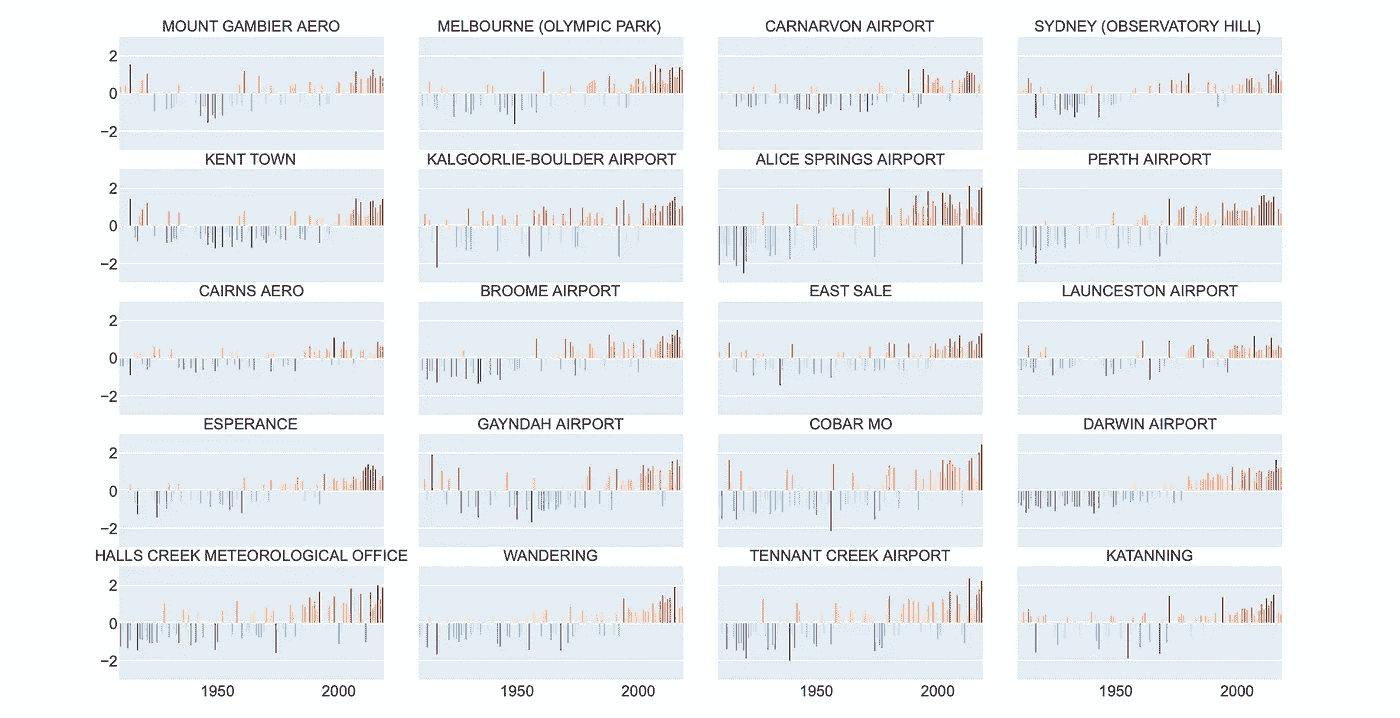 MOUNT GAMBIER AERO MELBOURNE (OLYMPIC PARK) CARNARVON AIRPORT SYDNEY (OBSERVATORY HILL)
2
0
−2
KENT TOWN KALGOORLIE-BOULDER AIRPORT ALICE SPRINGS AIRPORT PERTH AIRPORT
2
0
−2
CAIRNS AERO BROOME AIRPORT EAST SALE LAUNCESTON AIRPORT
2
0
−2
ESPERANCE GAYNDAH AIRPORT COBAR MO DARWIN AIRPORT
2
0
−2
HALLS CREEK METEOROLOGICAL OFFICE WANDERING TENNANT CREEK AIRPORT KATANNING
2
0
−2
1950 2000 1950 2000 1950 2000 1950 2000